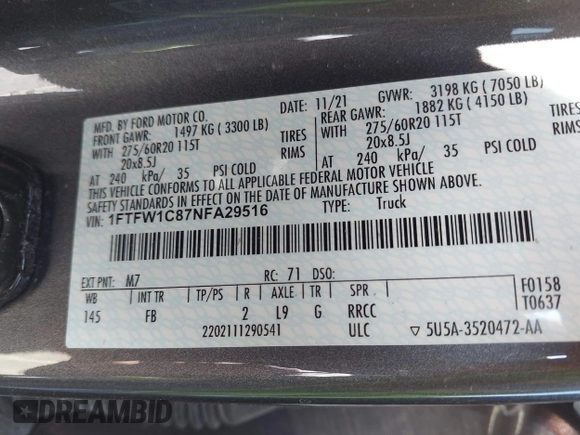 MFD. BY FORD MOTOR CO.
DATE: 11/21 GVWR: 3198 KG ( 7050 LB)
FRONT GAWR: 1497 KG ( 3300 LB) REAR GAWR: 1882 KG ( 4150 LB)
WITH 275/60R20 115T TIRES WITH 275/60R20 115T TIRES
20x8.5J RIMS 20x8.5J RIMS
AT 240 kPa/ 35 PSI COLD AT 240 kPa/ 35 PSI COLD
THIS VEHICLE CONFORMS TO ALL APPLICABLE FEDERAL MOTOR VEHICLE
SAFETY STANDARDS IN EFFECT ON THE DATE OF MANUFACTURE SHOWN ABOVE.
VIN: 1FTFW1C87NFA29516 TYPE: Truck
EXT PNT: M7 RC: 71 DSO: F0158
WB INT TR TP/PS R AXLE TR SPR T0637
145 FB 2 L9 G RRCC
2202111290541 ULC ▽ 5U5A-3520472-AA
DREAMBID